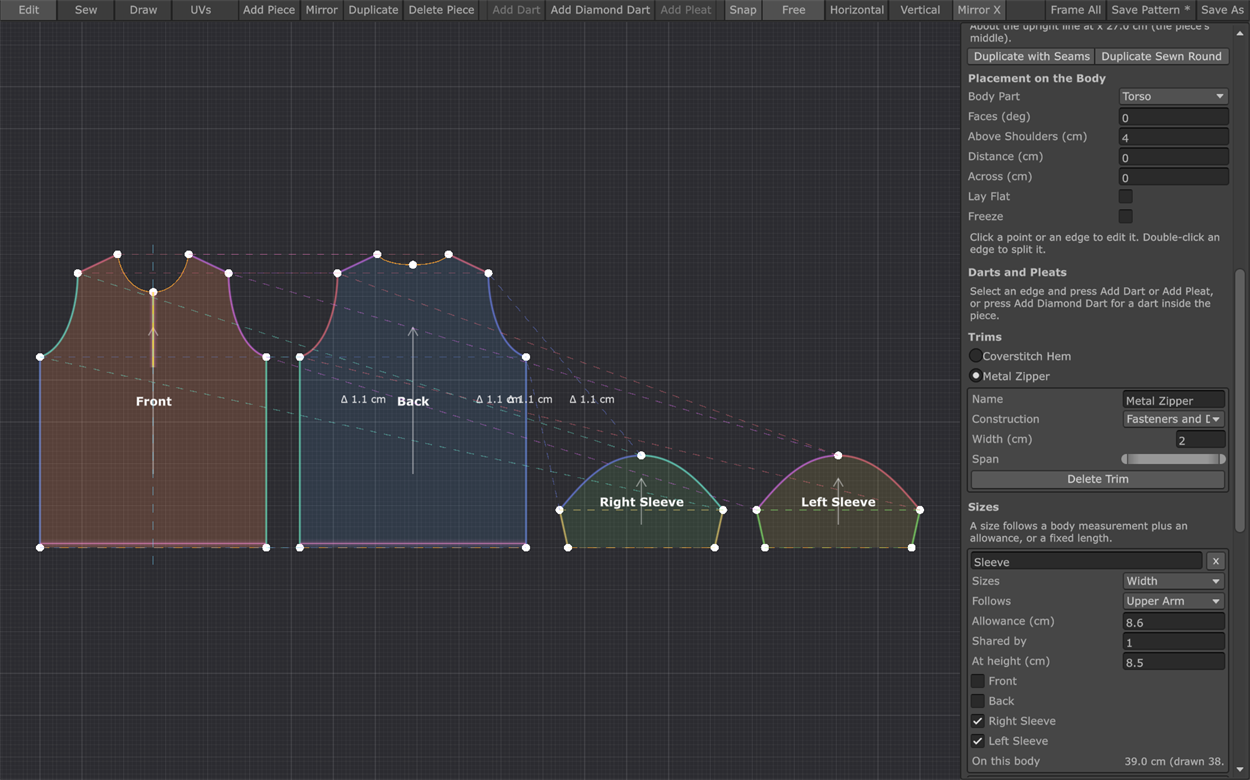 Edit Sew Draw UVs Add Piece Mirror Duplicate Delete Piece Add Dart Add Diamond Dart Add Pleat Snap Free Horizontal Vertical Mirror X Frame All Save Pattern * Save As
About the upright line at x 27.0 cm (the piece's
middle).
Duplicate with Seams Duplicate Sewn Round
Placement on the Body
Body Part Torso
Faces (deg) 0
Above Shoulders (cm) 4
Distance (cm) 0
Across (cm) 0
Lay Flat
Freeze
Click a point or an edge to edit it. Double-click an
edge to split it.
Darts and Pleats
Select an edge and press Add Dart or Add Pleat,
or press Add Diamond Dart for a dart inside the
piece.
Trims
Coverstitch Hem
Metal Zipper
Name Metal Zipper
Construction Fasteners and D
Width (cm) 2
Span
Delete Trim
Sizes
A size follows a body measurement plus an
allowance, or a fixed length.
Sleeve x
Sizes Width
Follows Upper Arm
Allowance (cm) 8.6
Shared by 1
At height (cm) 8.5
Front
Back
Right Sleeve
Left Sleeve
On this body 39.0 cm (drawn 38.
Front
Δ 1.1 cm Back Δ 1.1 cm Δ 1.1 cm Δ 1.1 cm
Right Sleeve
Left Sleeve